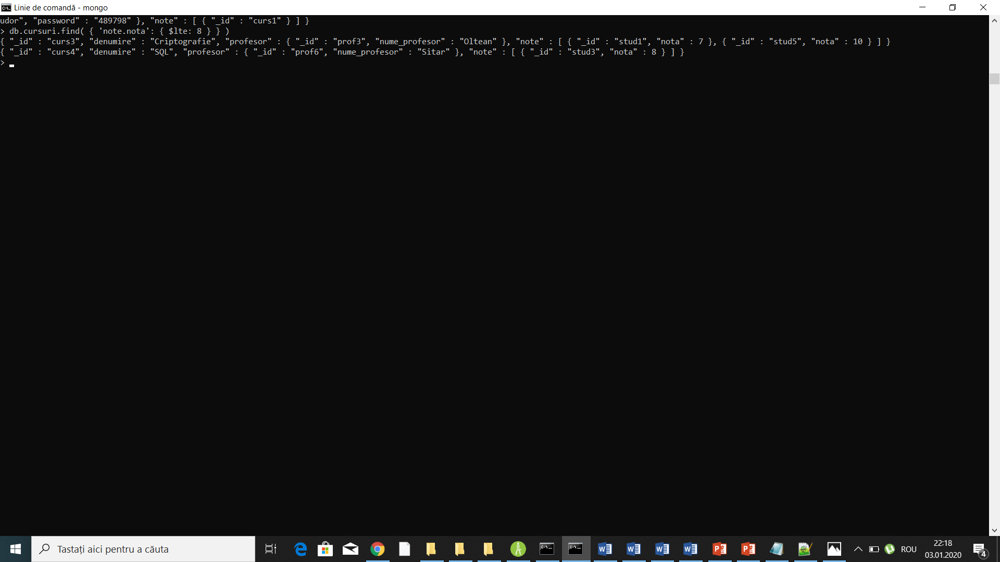 Linie de comandă - mongo
udor", "password" : "489798" }, "note" : [ { "_id" : "curs1" } ] }
> db.cursuri.find( { 'note.nota': { $lte: 8 } } )
{ "_id" : "curs3", "denumire" : "Criptografie", "profesor" : { "_id" : "prof3", "nume_profesor" : "Oltean" }, "note" : [ { "_id" : "stud1", "nota" : 7 }, { "_id" : "stud5", "nota" : 10 } ] }
{ "_id" : "curs4", "denumire" : "SQL", "profesor" : { "_id" : "prof6", "nume_profesor" : "Sitar" }, "note" : [ { "_id" : "stud3", "nota" : 8 } ] }
>
Tastați aici pentru a căuta
ROU
22:18
03.01.2020
4